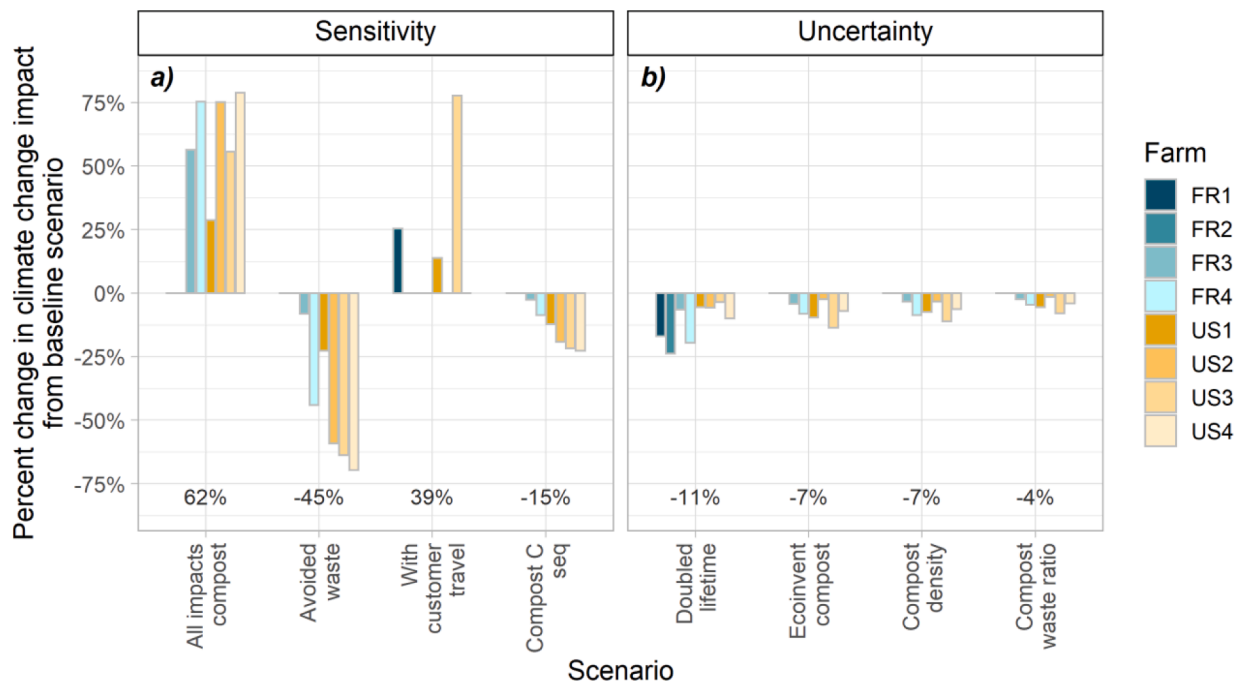 Sensitivity
Uncertainty
a)
b)
Percent change in climate change impact
from baseline scenario
75%
50%
25%
0%
-25%
-50%
-75%
62%
-45%
39%
-15%
-11%
-7%
-7%
-4%
All impacts
compost
Avoided
waste
With
customer
travel
Compost C
seq
Doubled
lifetime
Ecoinvent
compost
Compost
density
Compost
waste ratio
Scenario
Farm
FR1
FR2
FR3
FR4
US1
US2
US3
US4